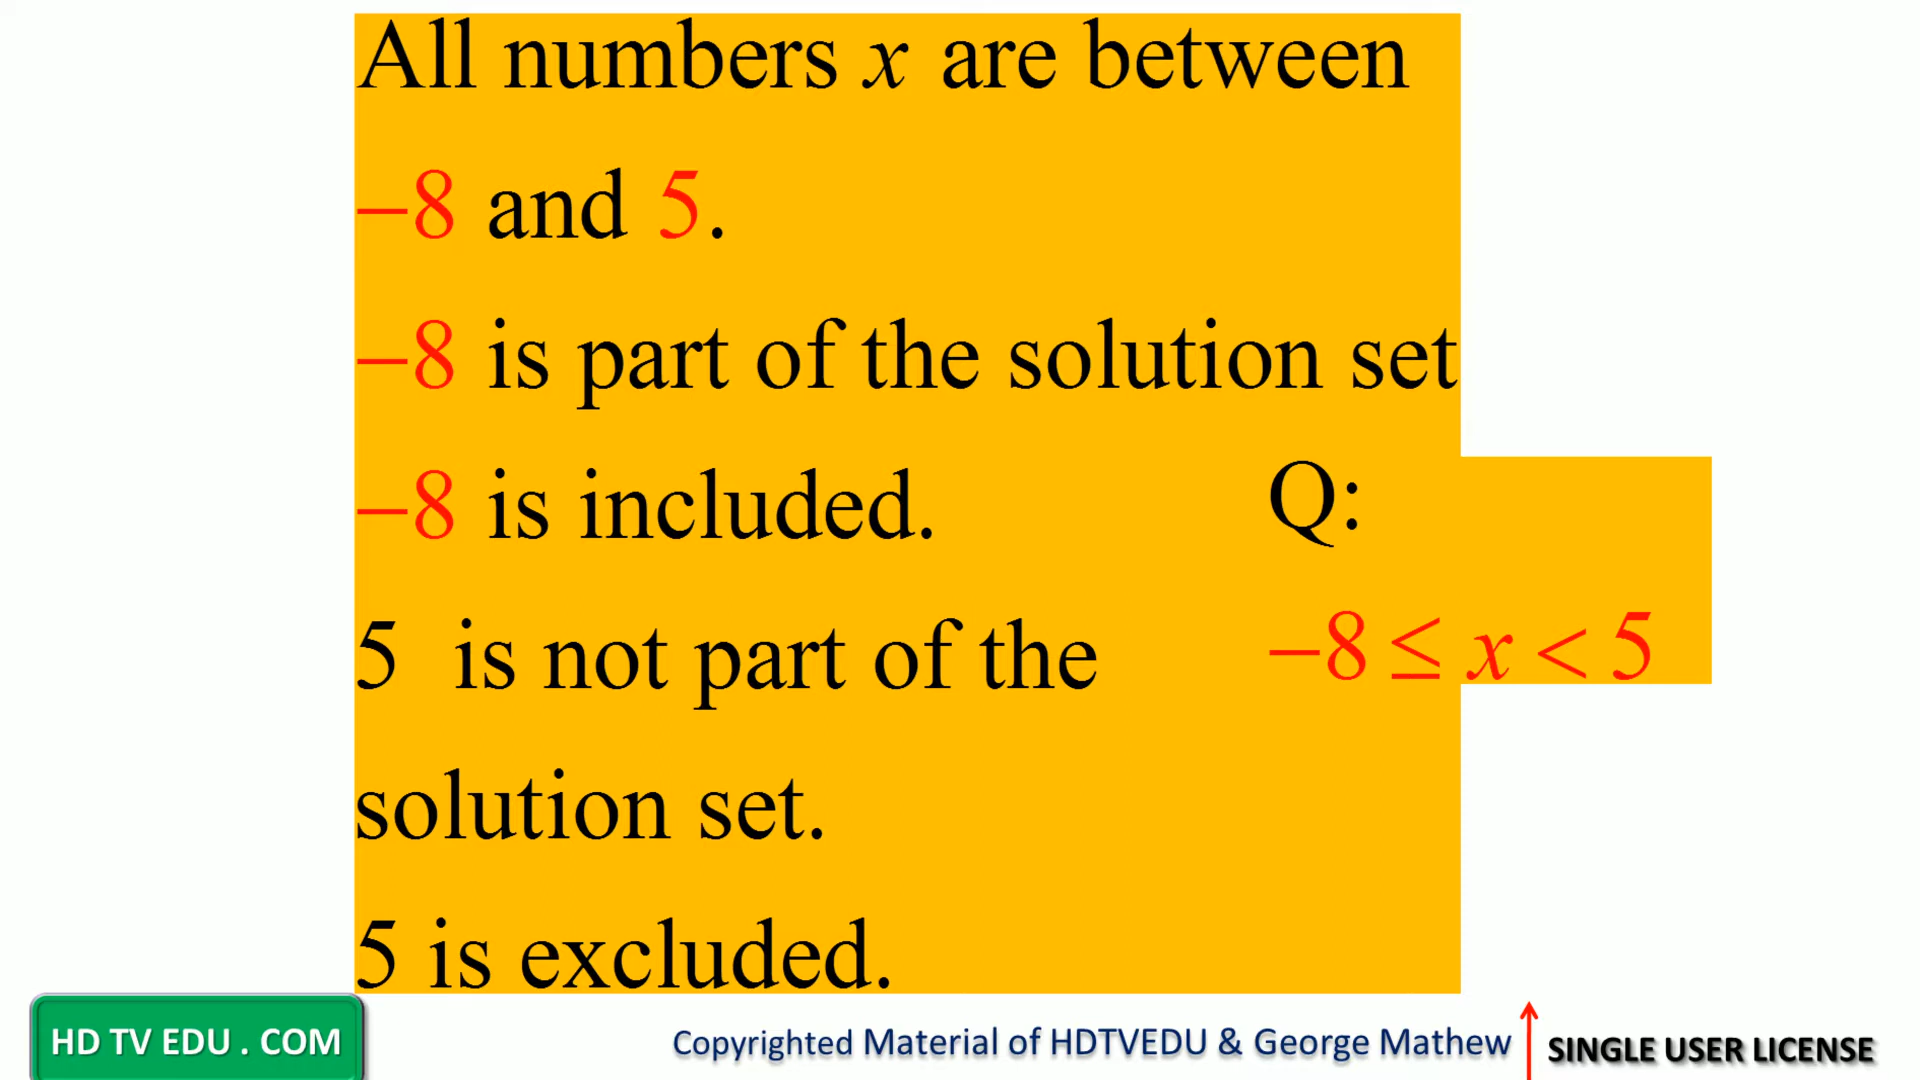 All numbers x are between
−8 and 5.
−8 is part of the solution set
−8 is included.
5 is not part of the
solution set.
5 is excluded.
Q:
−8 ≤ x < 5
HD TV EDU . COM
Copyrighted Material of HDTVEDU & George Mathew
SINGLE USER LICENSE